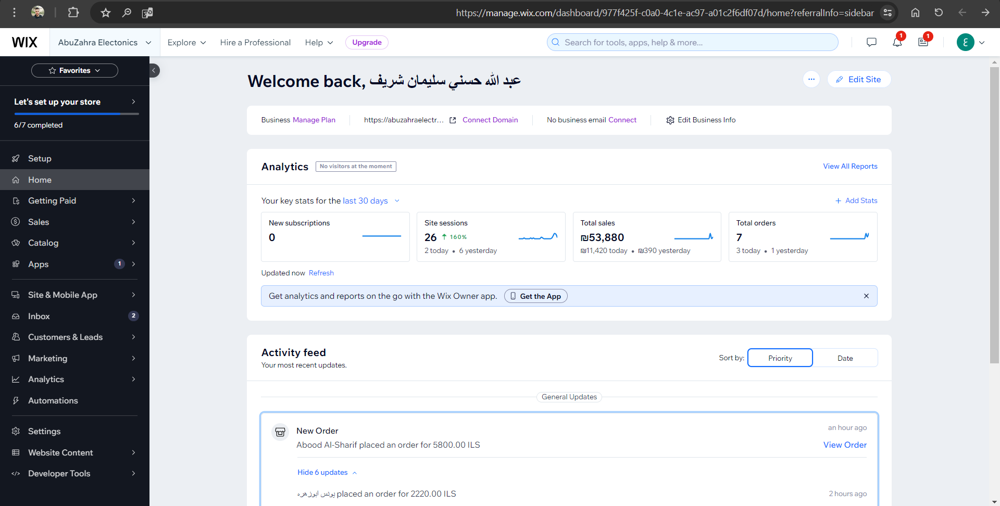 https://manage.wix.com/dashboard/977f425f-c0a0-4c1e-ac97-a01c2f6df07d/home?referralInfo=sidebar
WIX
AbuZahra Electonics
Explore
Hire a Professional
Help
Upgrade
Search for tools, apps, help & more...
1
1
ع
Favorites
Let's set up your store
6/7 completed
Setup
Home
Getting Paid
Sales
Catalog
Apps
1
Site & Mobile App
Inbox
2
Customers & Leads
Marketing
Analytics
Automations
Settings
Website Content
Developer Tools
Welcome back, عبد الله حسني سليمان شريف
Edit Site
Business Manage Plan
https://abuzahraelectr... Connect Domain
No business email Connect
Edit Business Info
Analytics
No visitors at the moment
View All Reports
Your key stats for the last 30 days
+ Add Stats
New subscriptions
0
Site sessions
26 ↑ 160%
2 today • 6 yesterday
Total sales
₪53,880
₪11,420 today • ₪390 yesterday
Total orders
7
3 today • 1 yesterday
Updated now Refresh
Get analytics and reports on the go with the Wix Owner app.
Get the App
Activity feed
Your most recent updates.
Sort by:
Priority
Date
General Updates
New Order
an hour ago
Abood Al-Sharif placed an order for 5800.00 ILS
View Order
Hide 6 updates
يونس ابوزهره placed an order for 2220.00 ILS
2 hours ago